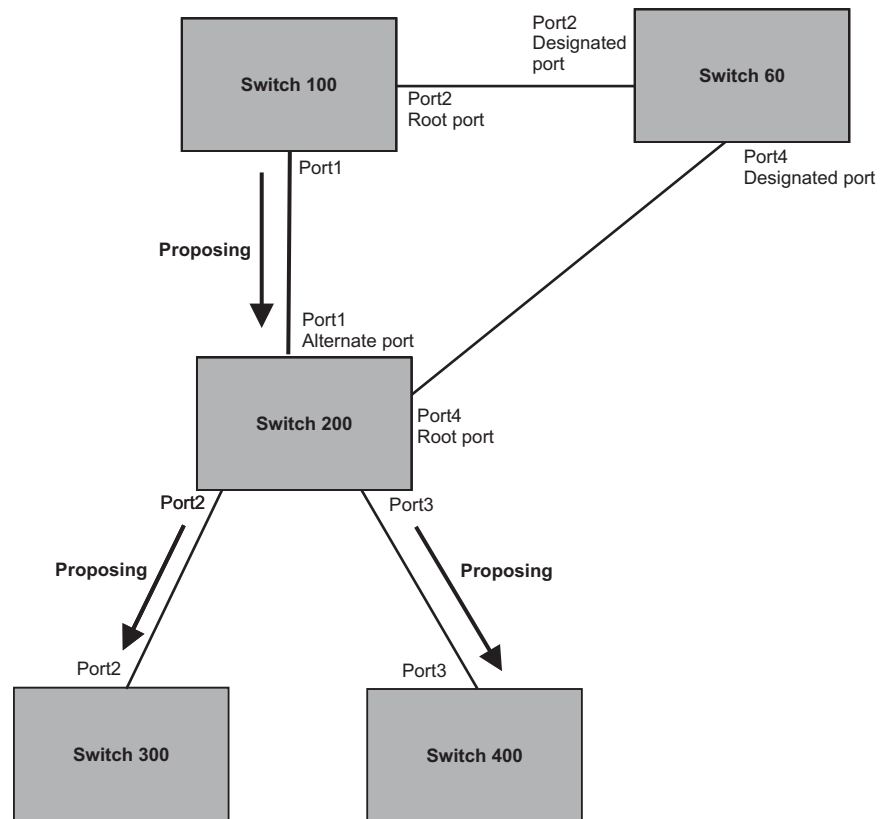 Port2
Designated
port
Switch 100
Switch 60
Port2
Root port
Port4
Designated port
Port1
Proposing
Port1
Alternate port
Switch 200
Port4
Root port
Port2
Port3
Proposing
Proposing
Port2
Port3
Switch 300
Switch 400